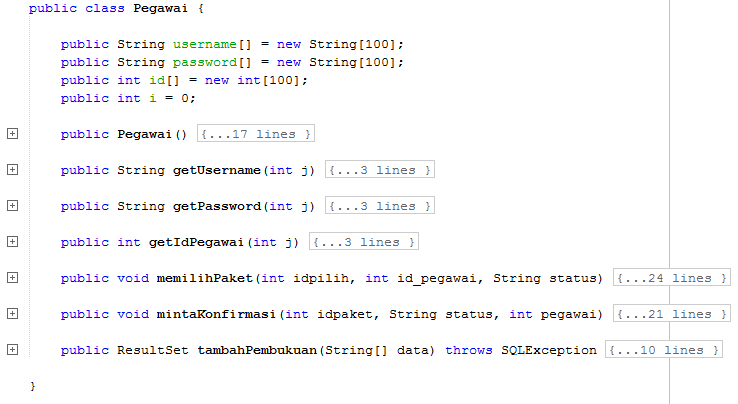 public class Pegawai {
public String username[] = new String[100];
public String password[] = new String[100];
public int id[] = new int[100];
public int i = 0;
public Pegawai() {...17 lines }
public String getUsername(int j) {...3 lines }
public String getPassword(int j) {...3 lines }
public int getIdPegawai(int j) {...3 lines }
public void memilihPaket(int idpilih, int id_pegawai, String status) {...24 lines }
public void mintaKonfirmasi(int idpaket, String status, int pegawai) {...21 lines }
public ResultSet tambahPembukuan(String[] data) throws SQLException {...10 lines }
}